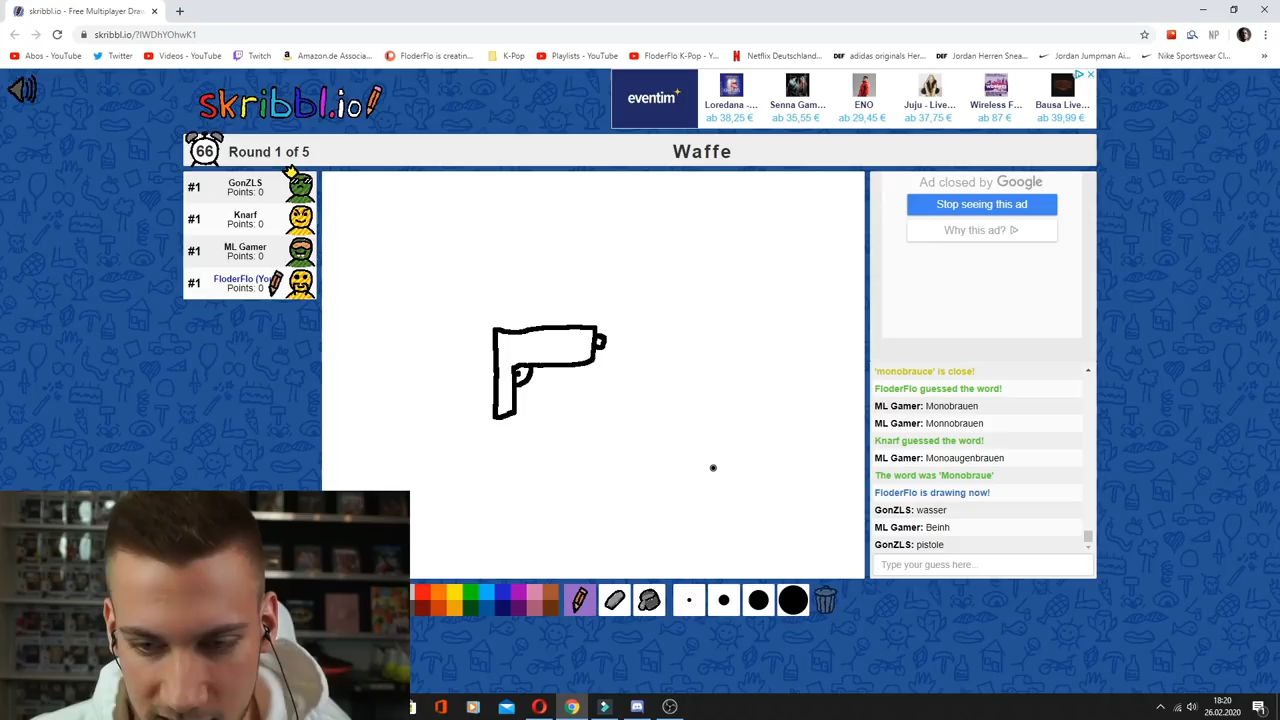 skribbl.io - Free Multiplayer Draw
skribbl.io/?IWDhYOhwK1
NP
Abos - YouTube
Twitter
Videos - YouTube
Twitch
Amazon.de Associa...
FloderFlo is creatin...
K-Pop
Playlists - YouTube
FloderFlo K-Pop - Y...
Netflix Deutschland...
DEF adidas originals Her...
DEF Jordan Herren Snea...
Jordan Jumpman Ai...
Nike Sportswear Cl...
skribbl.io
eventim
Loredana -...
ab 38,25 €
Senna Gam...
ab 35,55 €
ENO
ab 29,45 €
Juju - Live...
ab 37,75 €
Wireless F...
ab 87 €
Bausa Live...
ab 39,99 €
66
Round 1 of 5
Waffe
#1
GonZLS
Points: 0
#1
Knarf
Points: 0
#1
ML Gamer
Points: 0
#1
FloderFlo (You
Points: 0
Ad closed by Google
Stop seeing this ad
Why this ad?
'monobrauce' is close!
FloderFlo guessed the word!
ML Gamer: Monobrauen
ML Gamer: Monnobrauen
Knarf guessed the word!
ML Gamer: Monoaugenbrauen
The word was 'Monobraue'
FloderFlo is drawing now!
GonZLS: wasser
ML Gamer: Beinh
GonZLS: pistole
Type your guess here...
18:20
26.02.2020